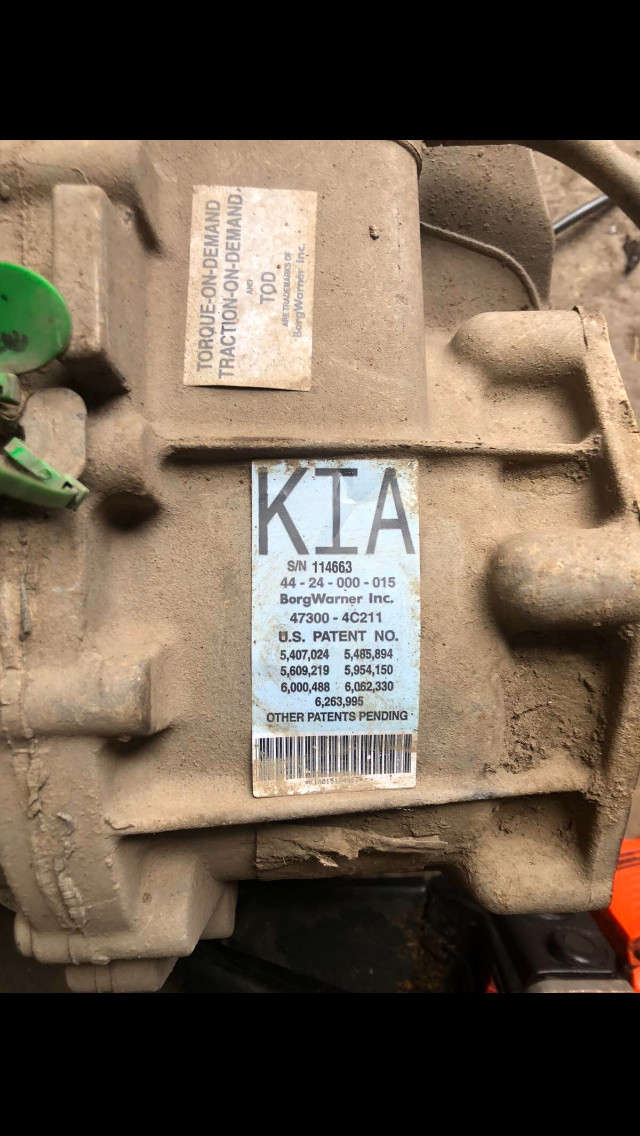 TORQUE-ON-DEMAND
TRACTION-ON-DEMAND,
AND
TOD
ARE TRADEMARKS OF
BorgWarner Inc.
KIA
S/N 114663
44-24-000-015
BorgWarner Inc.
47300-4C211
U.S. PATENT NO.
5,407,024 5,485,894
5,609,219 5,954,150
6,000,488 6,062,330
6,263,995
OTHER PATENTS PENDING